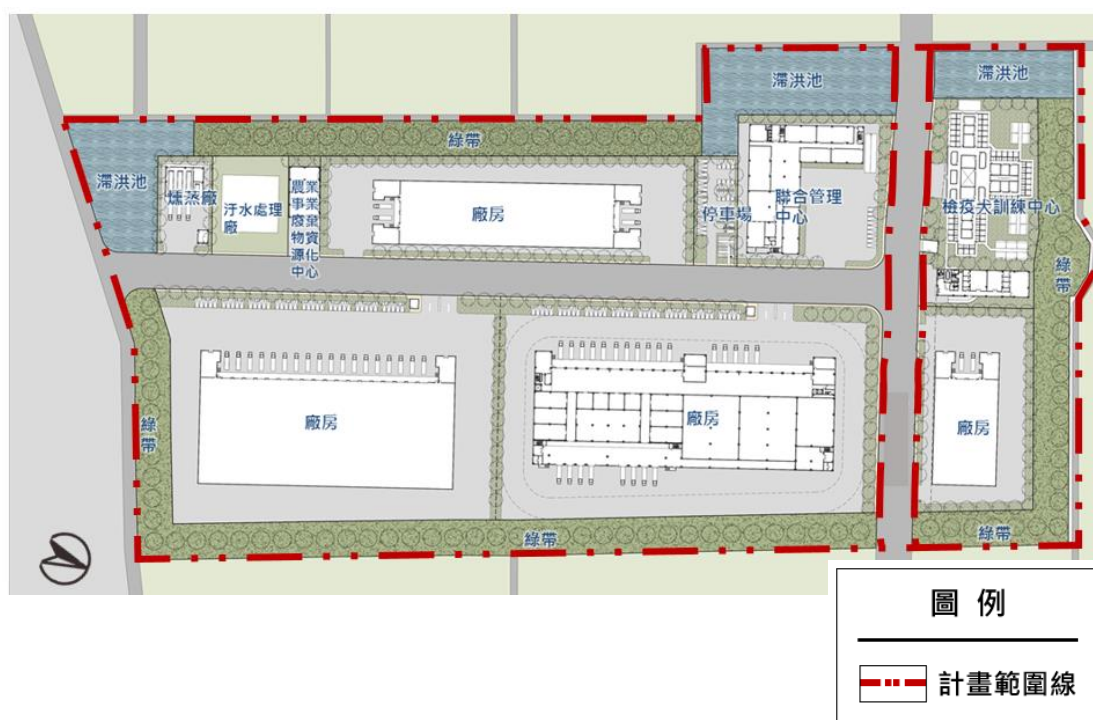 滯洪池
滯洪池
綠帶
滯洪池
燻蒸廠
汙水處理
廠
農業
事業
廢棄
物資
源化
中心
廠房
停車場
聯合管理
中心
檢疫犬訓練中心
綠帶
綠帶
廠房
廠房
廠房
綠帶
綠帶
圖 例
計畫範圍線